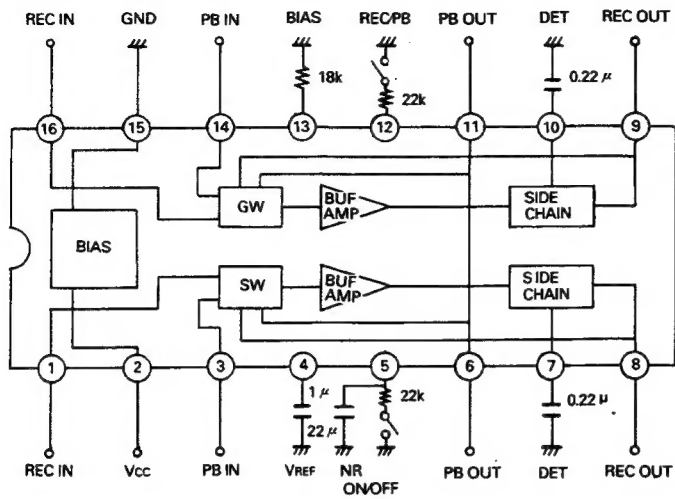 REC IN GND PB IN BIAS REC/PB PB OUT DET REC OUT
18k 22k 0.22 μ
16 15 14 13 12 11 10 9
GW BUF AMP SIDE CHAIN
BIAS
SW BUF AMP SIDE CHAIN
1 2 3 4 5 6 7 8
1 μ 22k 0.22 μ
22 μ
REC IN Vcc PB IN VREF NR PB OUT DET REC OUT
ON/OFF